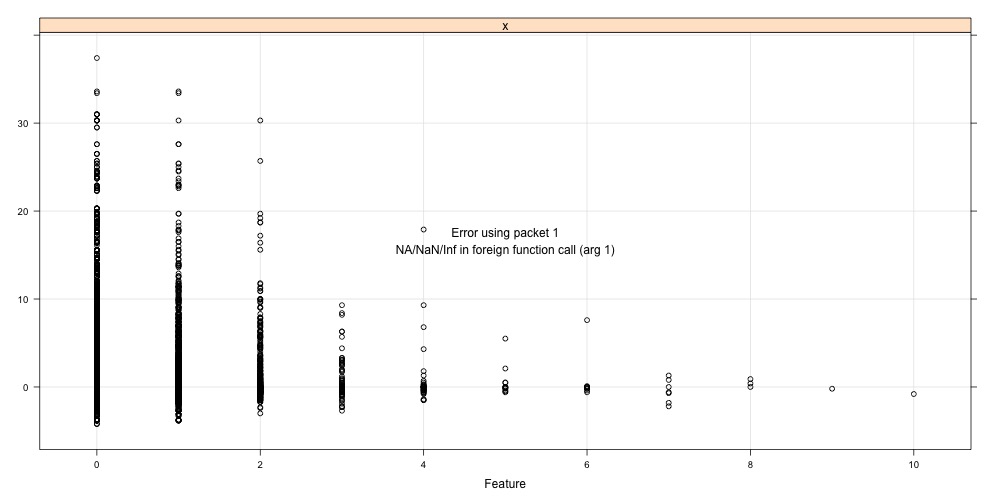 x
30
20
10
0
Error using packet 1
NA/NaN/Inf in foreign function call (arg 1)
0 2 4 6 8 10
Feature